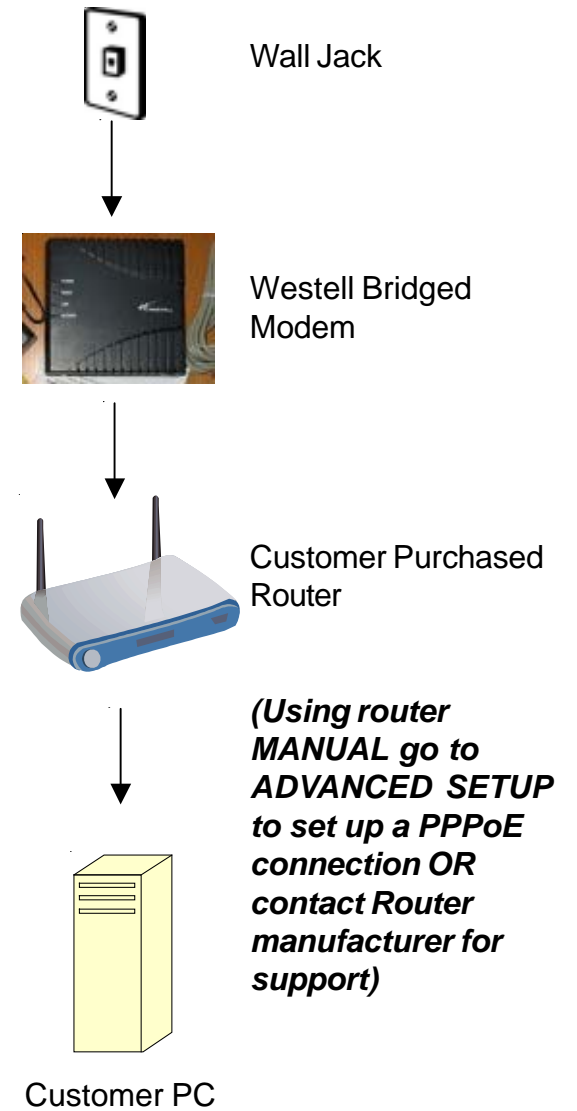 Wall Jack
Westell Bridged
Modem
Customer Purchased
Router
(Using router
MANUAL go to
ADVANCED SETUP
to set up a PPPoE
connection OR
contact Router
manufacturer for
support)
Customer PC